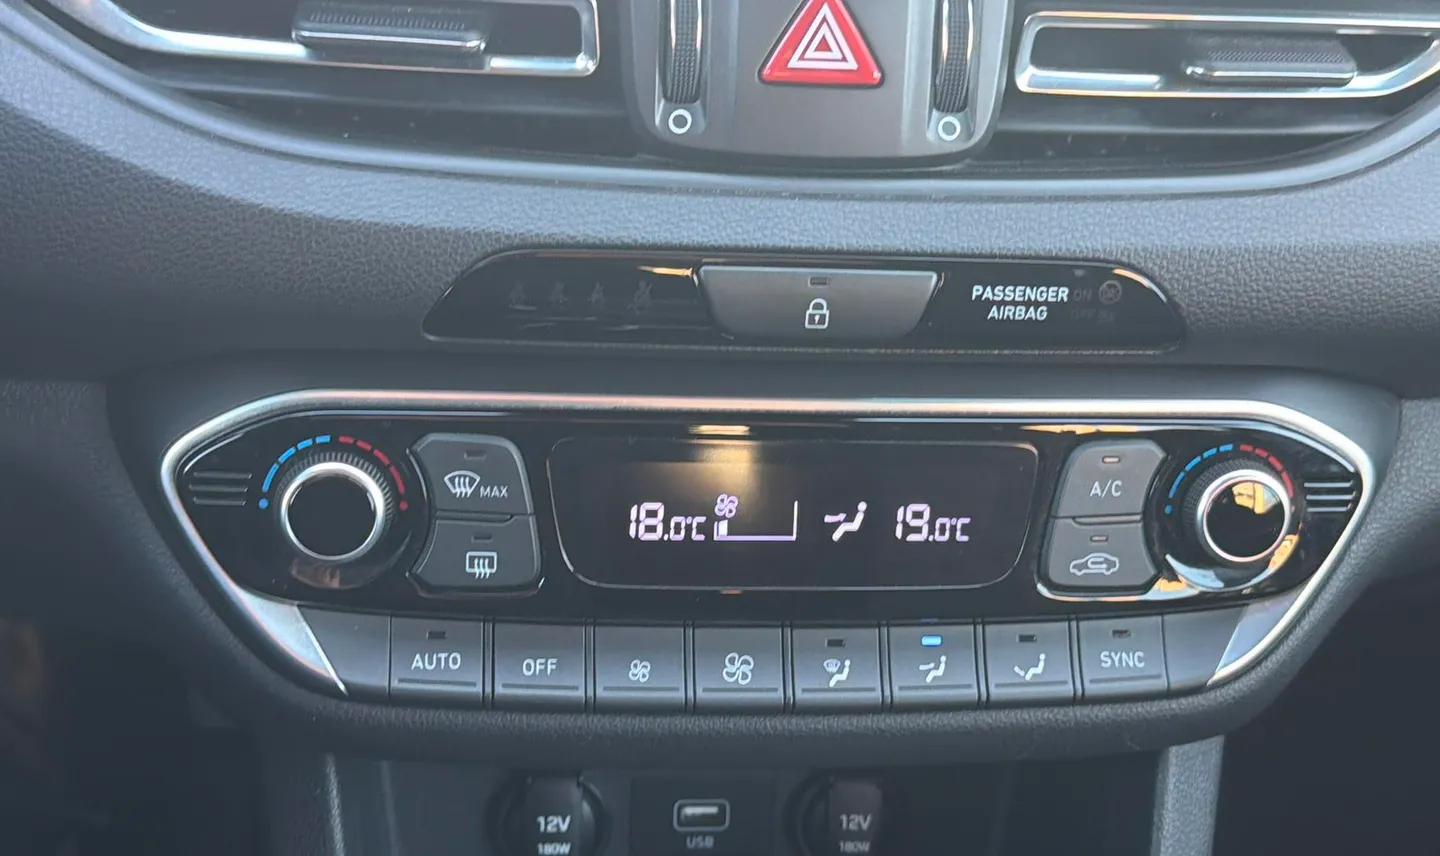 PASSENGER ON
AIRBAG OFF
MAX
18.0°C
19.0°C
A/C
AUTO
OFF
SYNC
12V
180W
USB
12V
180W